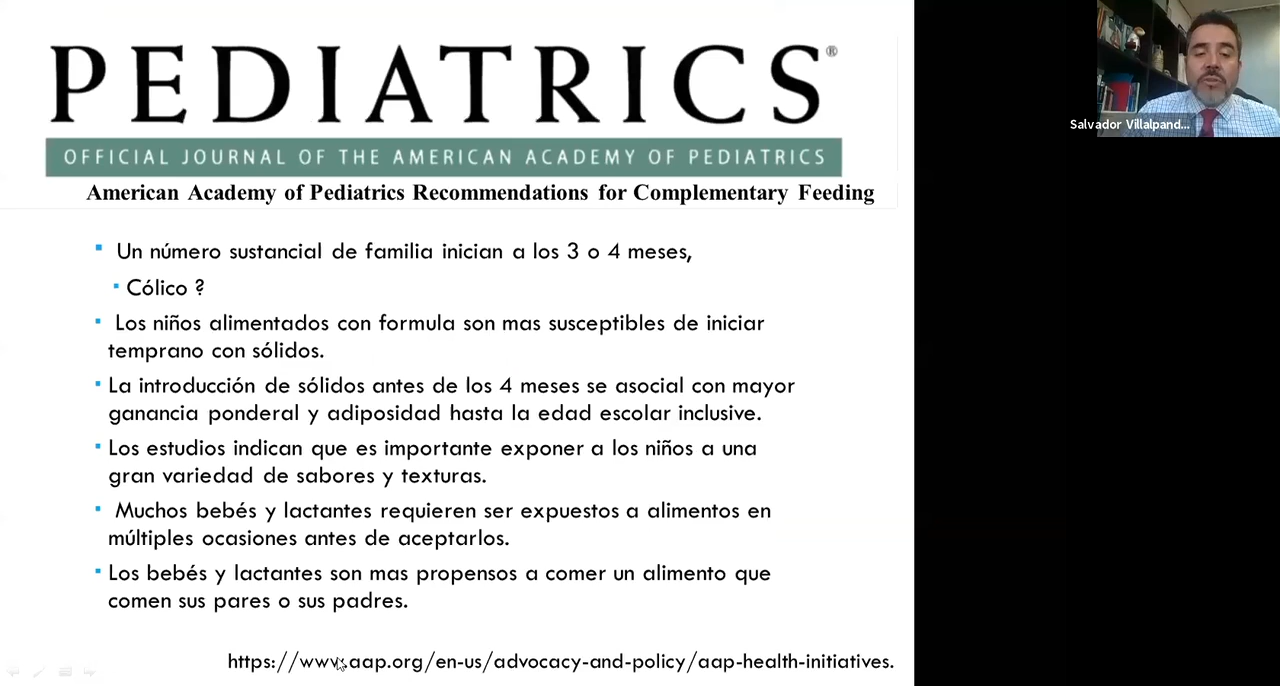 PEDIATRICS®
OFFICIAL JOURNAL OF THE AMERICAN ACADEMY OF PEDIATRICS
American Academy of Pediatrics Recommendations for Complementary Feeding
Un número sustancial de familia inician a los 3 o 4 meses,
Cólico ?
Los niños alimentados con formula son mas susceptibles de iniciar
temprano con sólidos.
La introducción de sólidos antes de los 4 meses se asocial con mayor
ganancia ponderal y adiposidad hasta la edad escolar inclusive.
Los estudios indican que es importante exponer a los niños a una
gran variedad de sabores y texturas.
Muchos bebés y lactantes requieren ser expuestos a alimentos en
múltiples ocasiones antes de aceptarlos.
Los bebés y lactantes son mas propensos a comer un alimento que
comen sus pares o sus padres.
https://www.aap.org/en-us/advocacy-and-policy/aap-health-initiatives.
Salvador Villalpand...